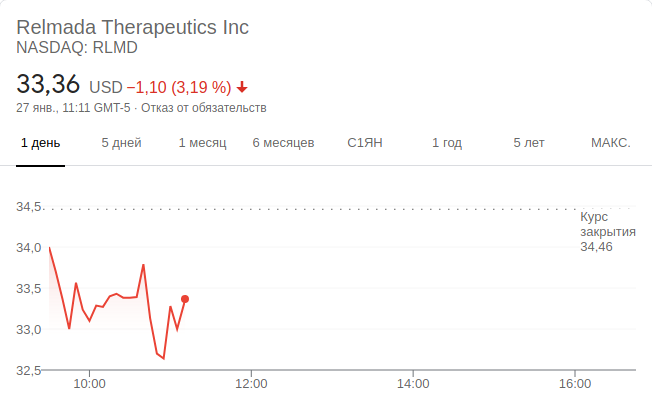 Relmada Therapeutics Inc
NASDAQ: RLMD
33,36 USD −1,10 (3,19 %)
27 янв., 11:11 GMT-5 · Отказ от обязательств
1 день 5 дней 1 месяц 6 месяцев С1ЯН 1 год 5 лет МАКС.
34,5
Курс
закрытия
34,46
34,0
33,5
33,0
32,5
10:00 12:00 14:00 16:00